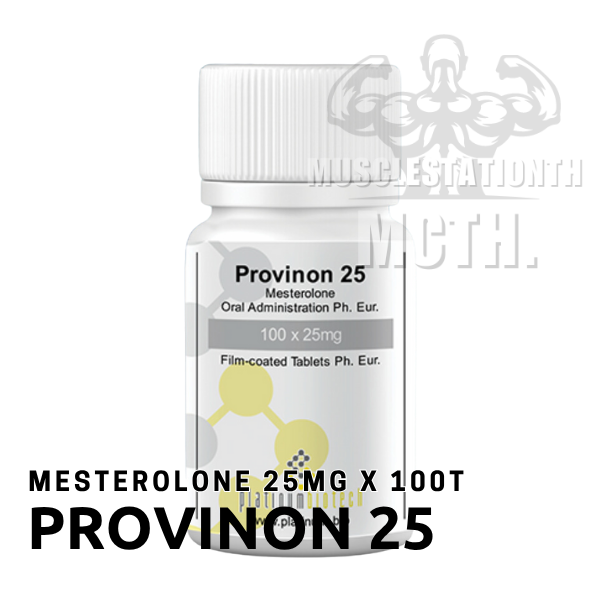 MUSCLESTATIONTH
MCTH.
Provinon 25
Mesterolone
Oral Administration Ph. Eur.
100 x 25mg
Film-coated Tablets Ph. Eur.
MESTEROLONE 25MG X 100T
platinumbiotech
PROVINON 25